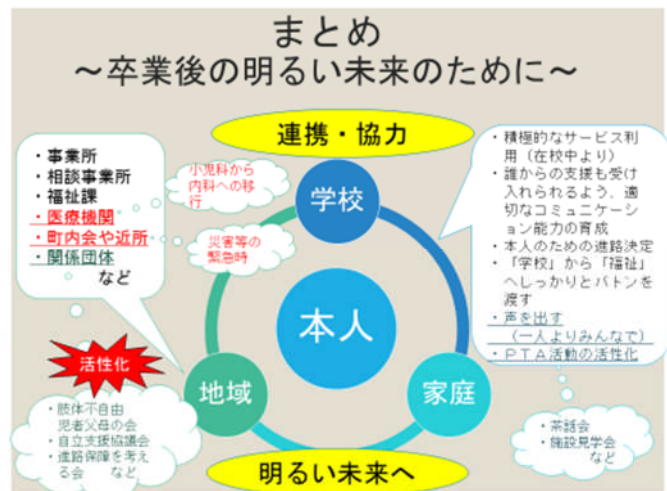 まとめ
～卒業後の明るい未来のために～
連携・協力
・事業所
・相談事業所
・福祉課
・医療機関
・町内会や近所
・関係団体
など
小児科から
内科への移
行
災害等の
緊急時
学校
本人
地域
家庭
・積極的なサービス利
用（在校中より）
・誰からの支援も受け
入れられるよう、適
切なコミュニケーシ
ョン能力の育成
・本人のための進路決定
・「学校」から「福祉」
へしっかりとバトンを
渡す
・声を出す
（一人よりみんなで）
・ＰＴＡ活動の活性化
活性化
・肢体不自由
児者父母の会
・自立支援協議会
・進路保障を考え
る会　など
・茶話会
・施設見学会
など
明るい未来へ